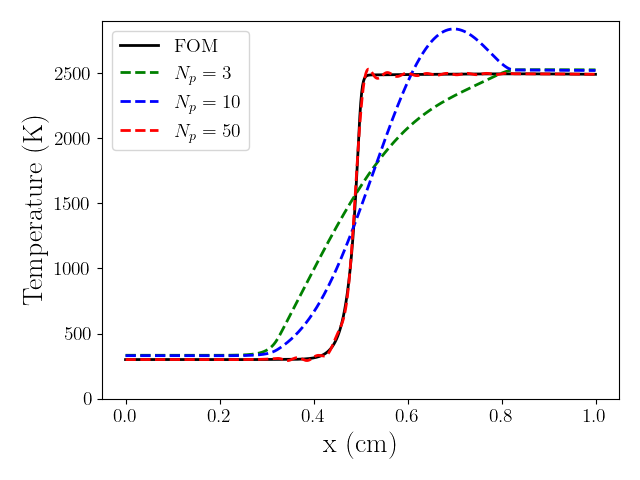 FOM
N_p = 3
N_p = 10
N_p = 50
Temperature (K)
2500
2000
1500
1000
500
0
0.0 0.2 0.4 0.6 0.8 1.0
x (cm)